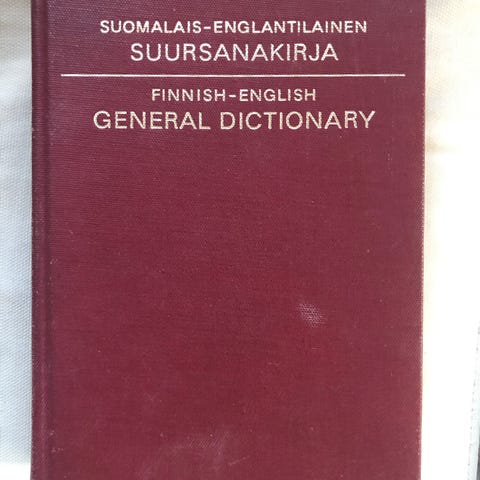 SUOMALAIS-ENGLANTILAINEN
SUURSANAKIRJA
FINNISH-ENGLISH
GENERAL DICTIONARY